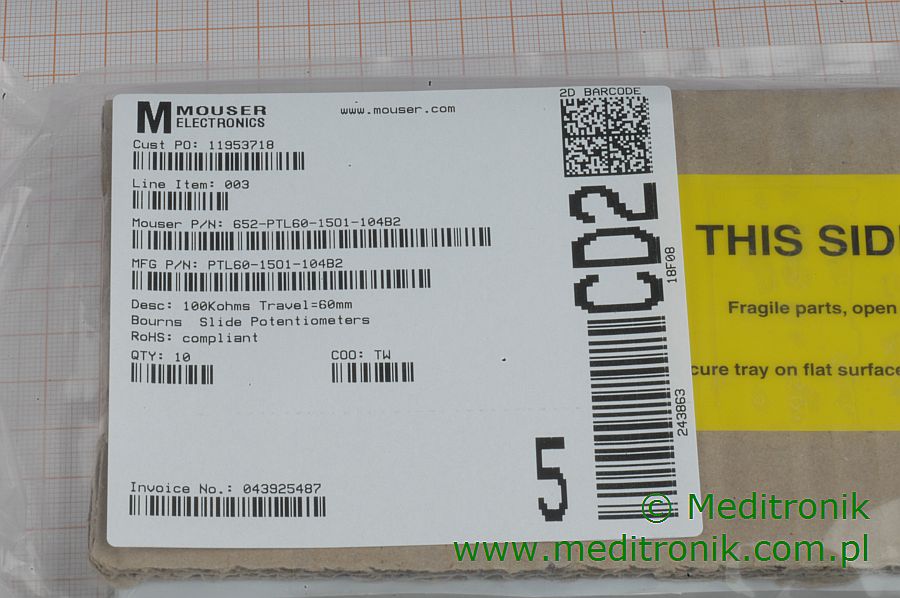 MOUSER
ELECTRONICS
www.mouser.com
2D BARCODE
Cust PO: 11953718
Line Item: 003
Mouser P/N: 652-PTL60-15O1-104B2
MFG P/N: PTL60-15O1-104B2
Desc: 100Kohms Travel=60mm
Bourns Slide Potentiometers
RoHS: compliant
QTY: 10
COO: TW
Invoice No.: 043925487
CD2
18F08
243863
5
THIS SID
Fragile parts, open
cure tray on flat surface
© Meditronik
www.meditronik.com.pl